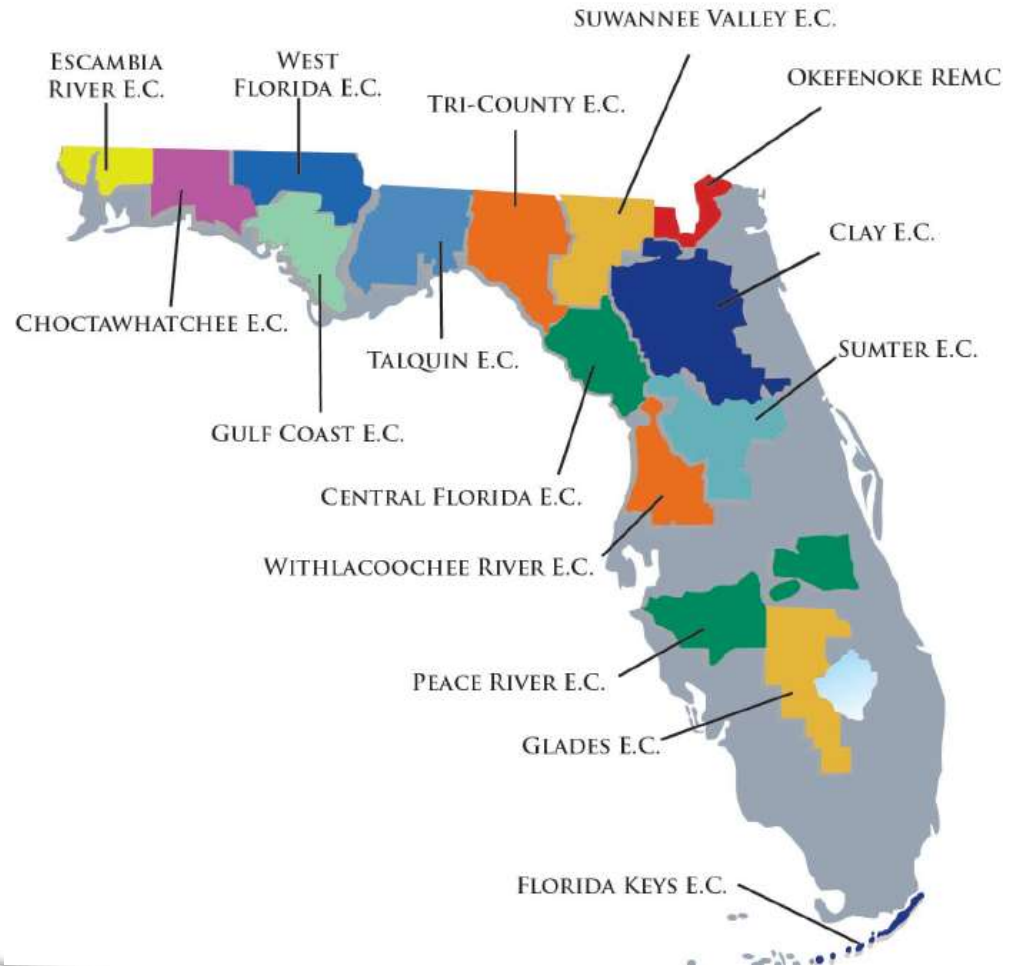 SUWANNEE VALLEY E.C.
ESCAMBIA
RIVER E.C.
WEST
FLORIDA E.C.
TRI-COUNTY E.C.
OKEFENOKE REMC
CLAY E.C.
CHOCTAWHATCHEE E.C.
TALQUIN E.C.
SUMTER E.C.
GULF COAST E.C.
CENTRAL FLORIDA E.C.
WITHLACOOCHEE RIVER E.C.
PEACE RIVER E.C.
GLADES E.C.
FLORIDA KEYS E.C.